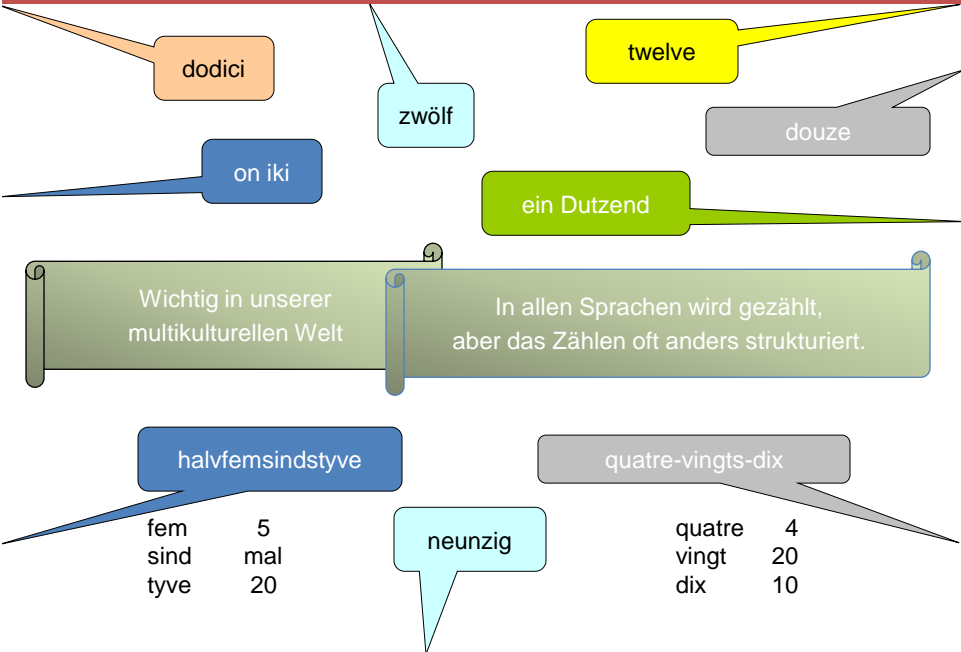 dodici
twelve
zwölf
douze
on iki
ein Dutzend
Wichtig in unserer
multikulturellen Welt
In allen Sprachen wird gezählt,
aber das Zählen oft anders strukturiert.
halvfemsindstyve
quatre-vingts-dix
fem 5
sind mal
tyve 20
neunzig
quatre 4
vingt 20
dix 10